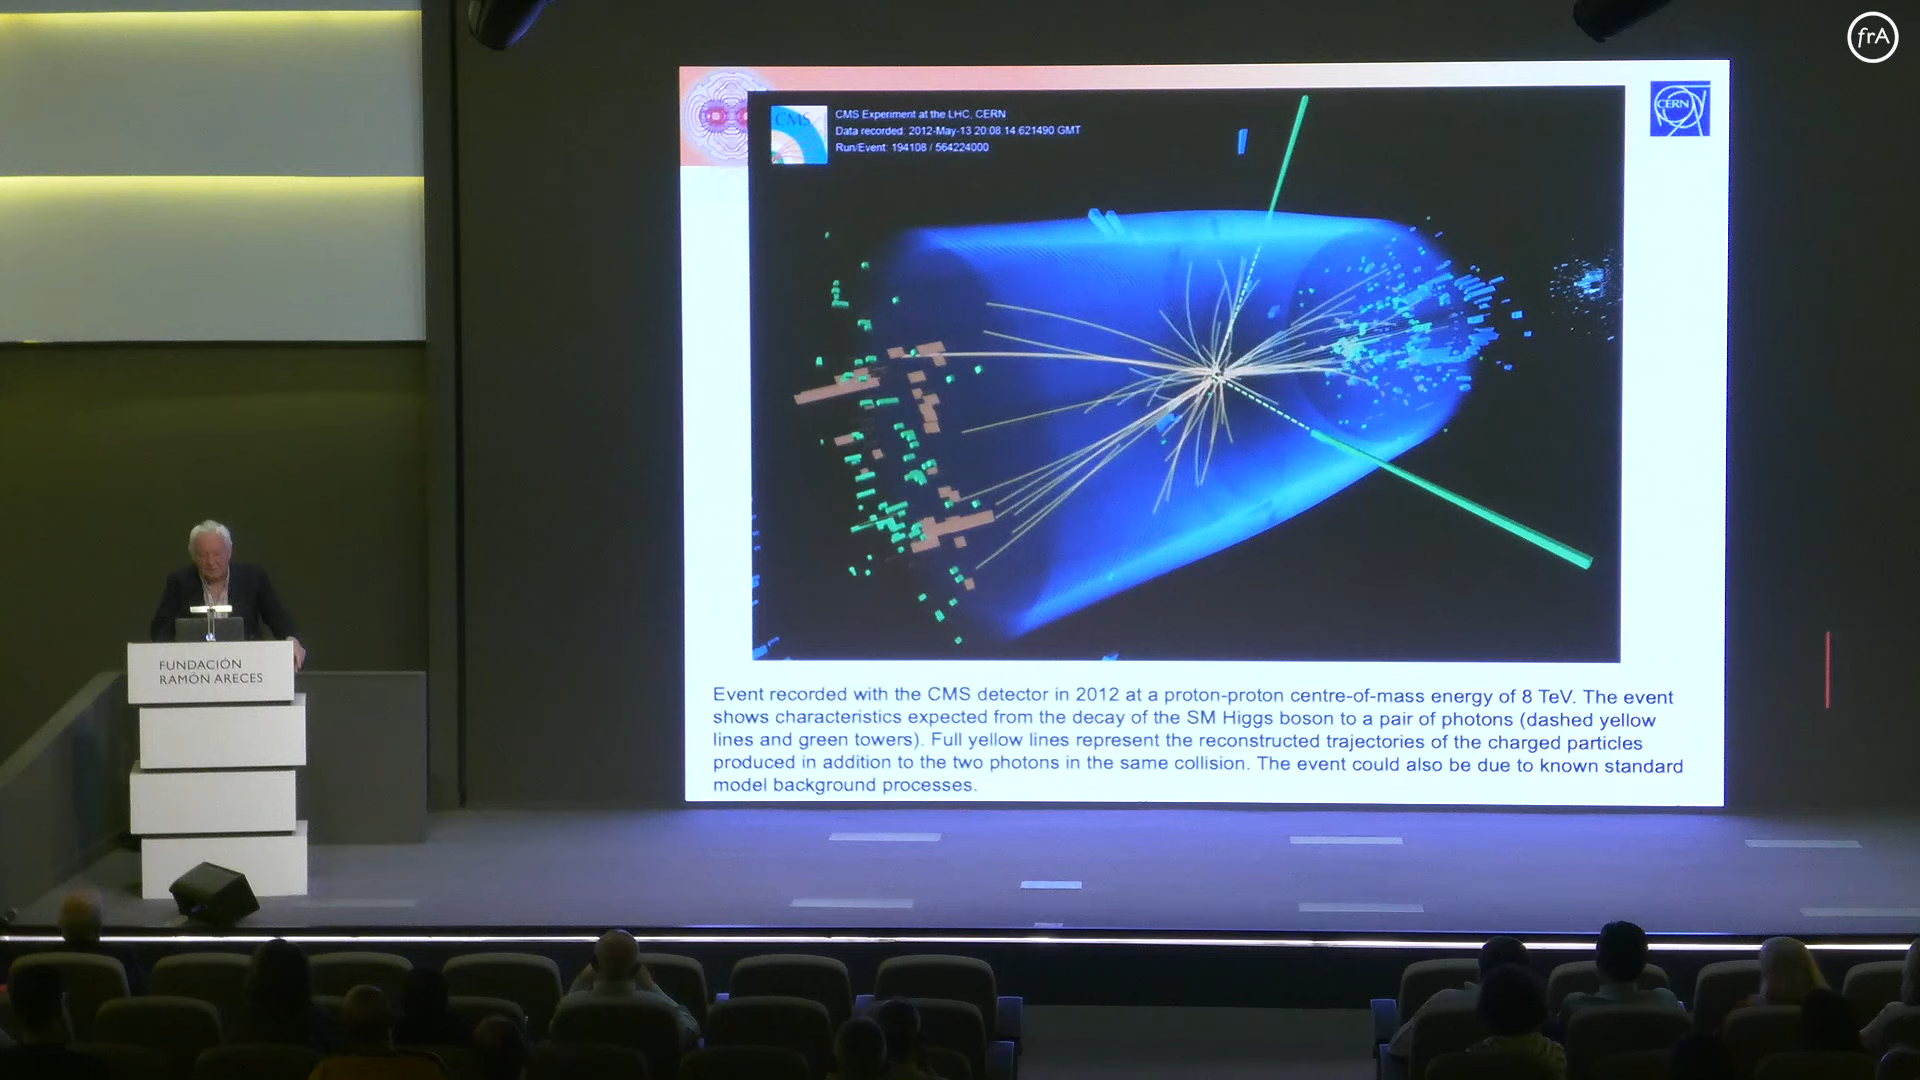 frA
CMS
CMS Experiment at the LHC, CERN
Data recorded: 2012-May-13 20:08:14.621490 GMT
Run/Event: 194108 / 564224000
CERN
Event recorded with the CMS detector in 2012 at a proton-proton centre-of-mass energy of 8 TeV. The event
shows characteristics expected from the decay of the SM Higgs boson to a pair of photons (dashed yellow
lines and green towers). Full yellow lines represent the reconstructed trajectories of the charged particles
produced in addition to the two photons in the same collision. The event could also be due to known standard
model background processes.
FUNDACIÓN
RAMÓN ARECES